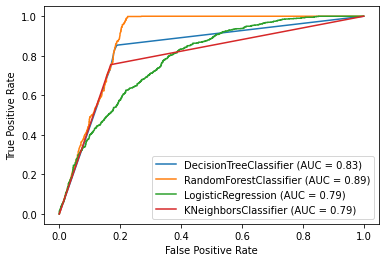 1.0
0.8
0.6
0.4
0.2
0.0
True Positive Rate
DecisionTreeClassifier (AUC = 0.83)
RandomForestClassifier (AUC = 0.89)
LogisticRegression (AUC = 0.79)
KNeighborsClassifier (AUC = 0.79)
0.0 0.2 0.4 0.6 0.8 1.0
False Positive Rate